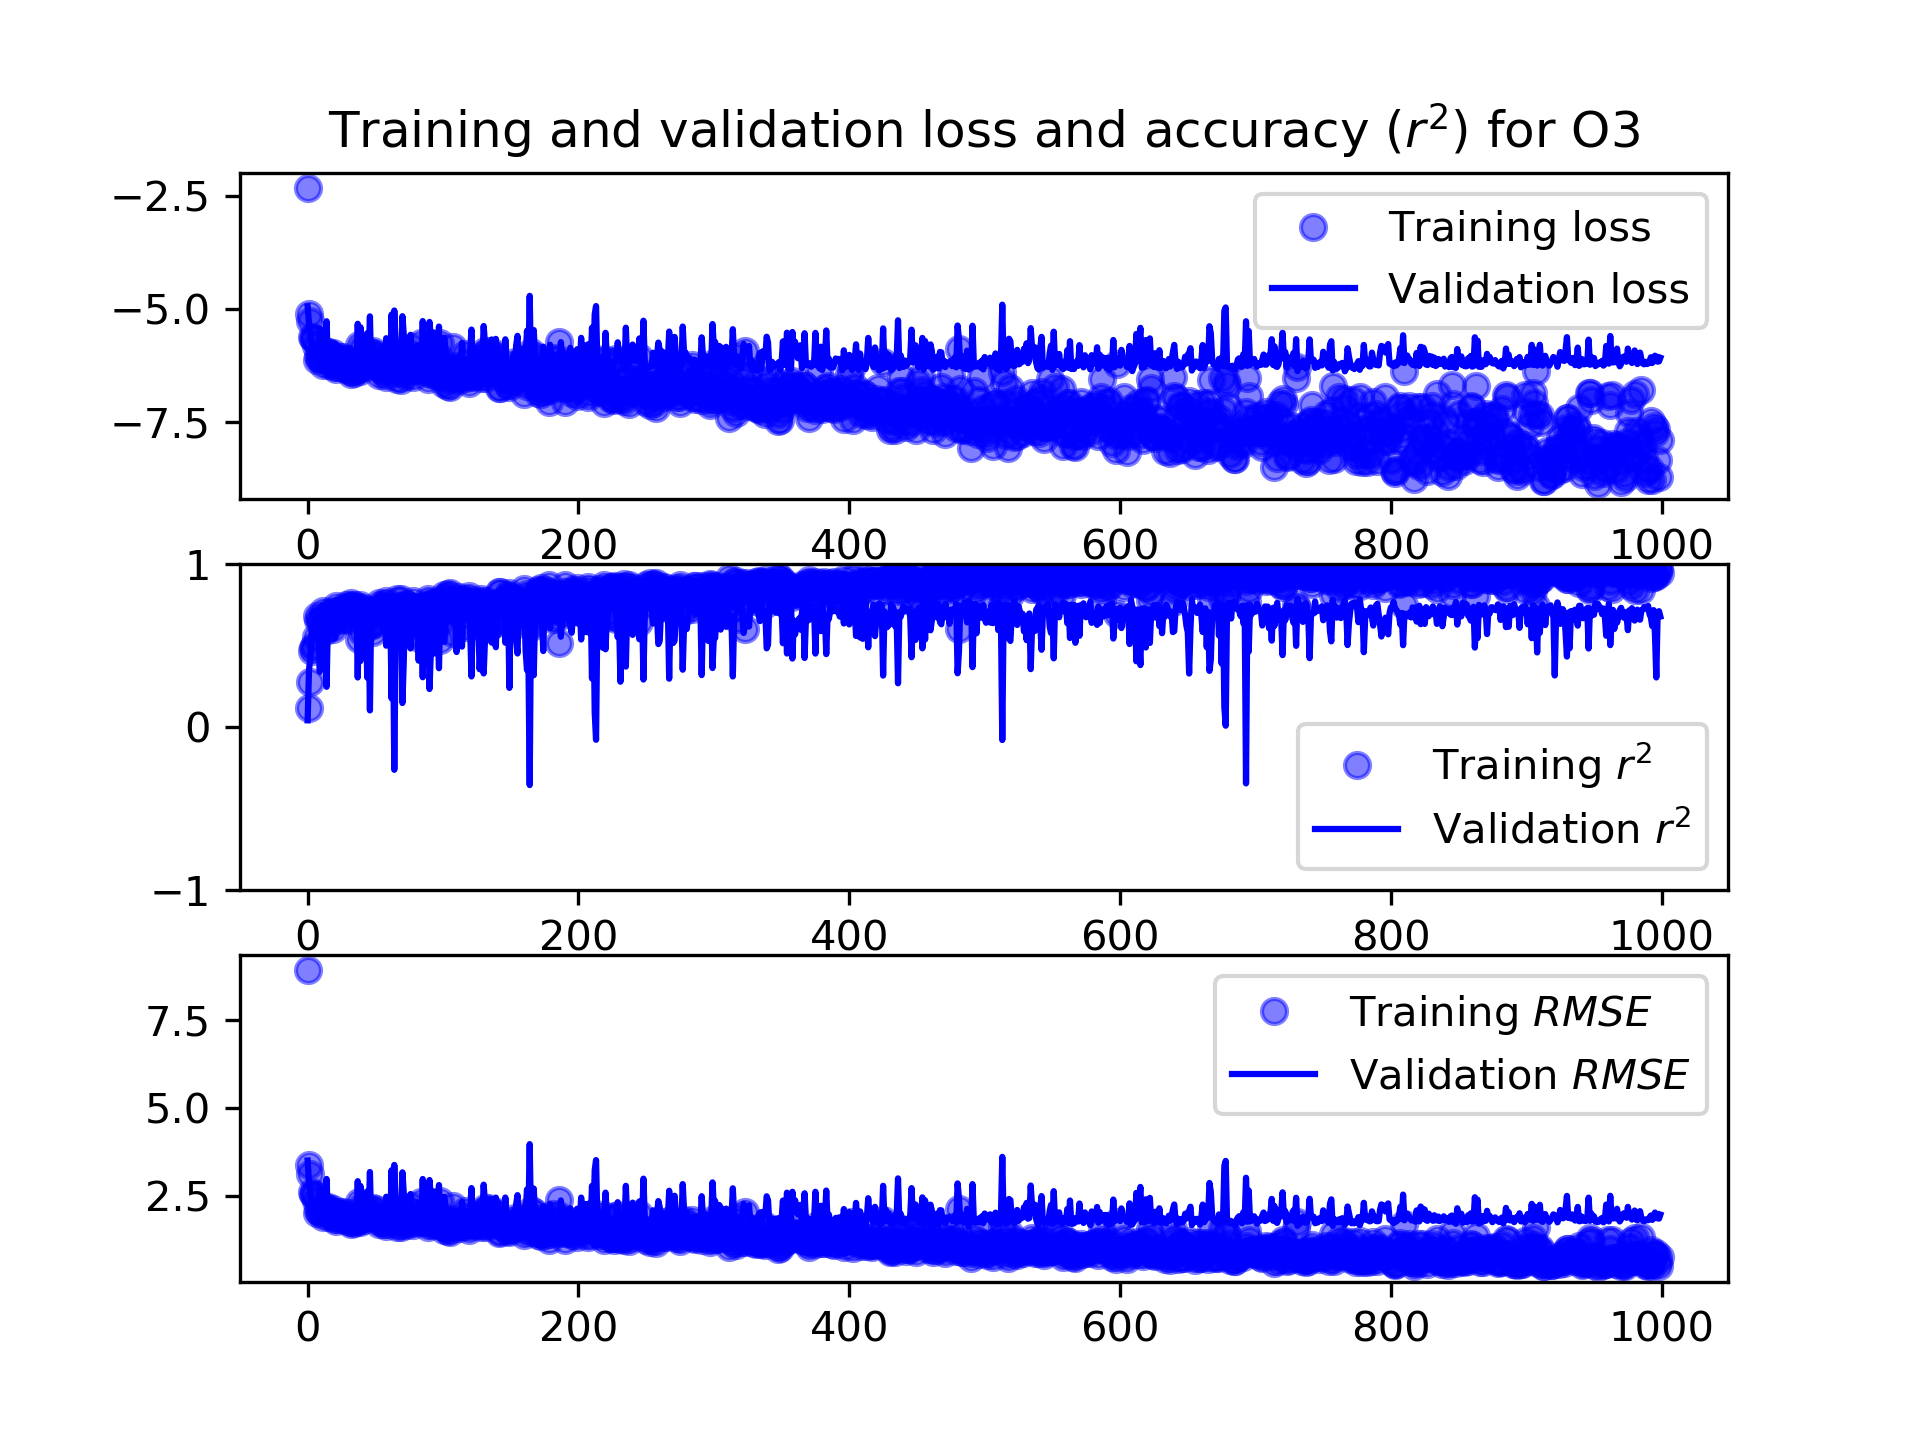 Training and validation loss and accuracy (r²) for O3
−2.5
−5.0
−7.5
Training loss
Validation loss
0 200 400 600 800 1000
1
0
−1
Training r²
Validation r²
0 200 400 600 800 1000
7.5
5.0
2.5
Training RMSE
Validation RMSE
0 200 400 600 800 1000